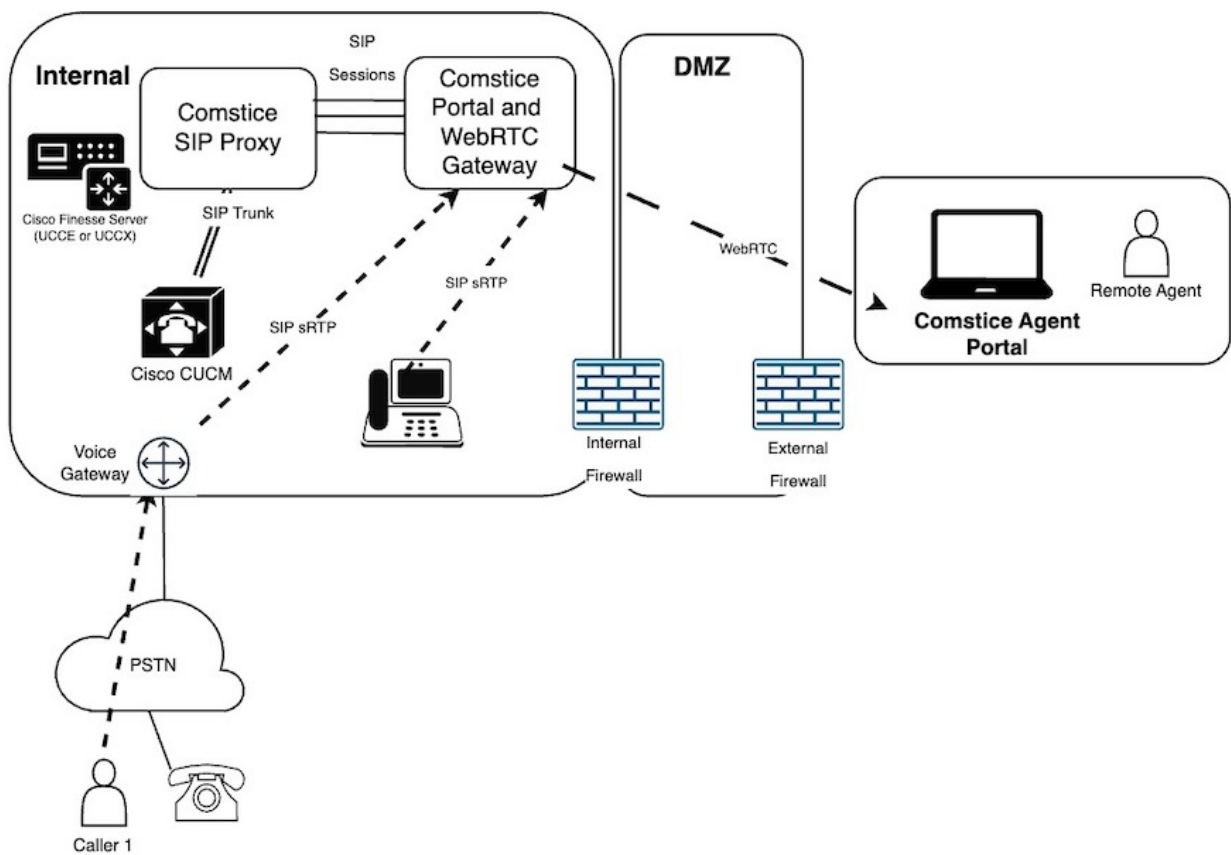 SIP
Sessions
Internal
DMZ
Comstice
SIP Proxy
Comstice
Portal and
WebRTC
Gateway
Cisco Finesse Server
(UCCE or UCCX)
SIP Trunk
WebRTC
Remote Agent
Comstice Agent
Portal
SIP sRTP
SIP sRTP
Cisco CUCM
Voice
Gateway
Internal
Firewall
External
Firewall
PSTN
Caller 1